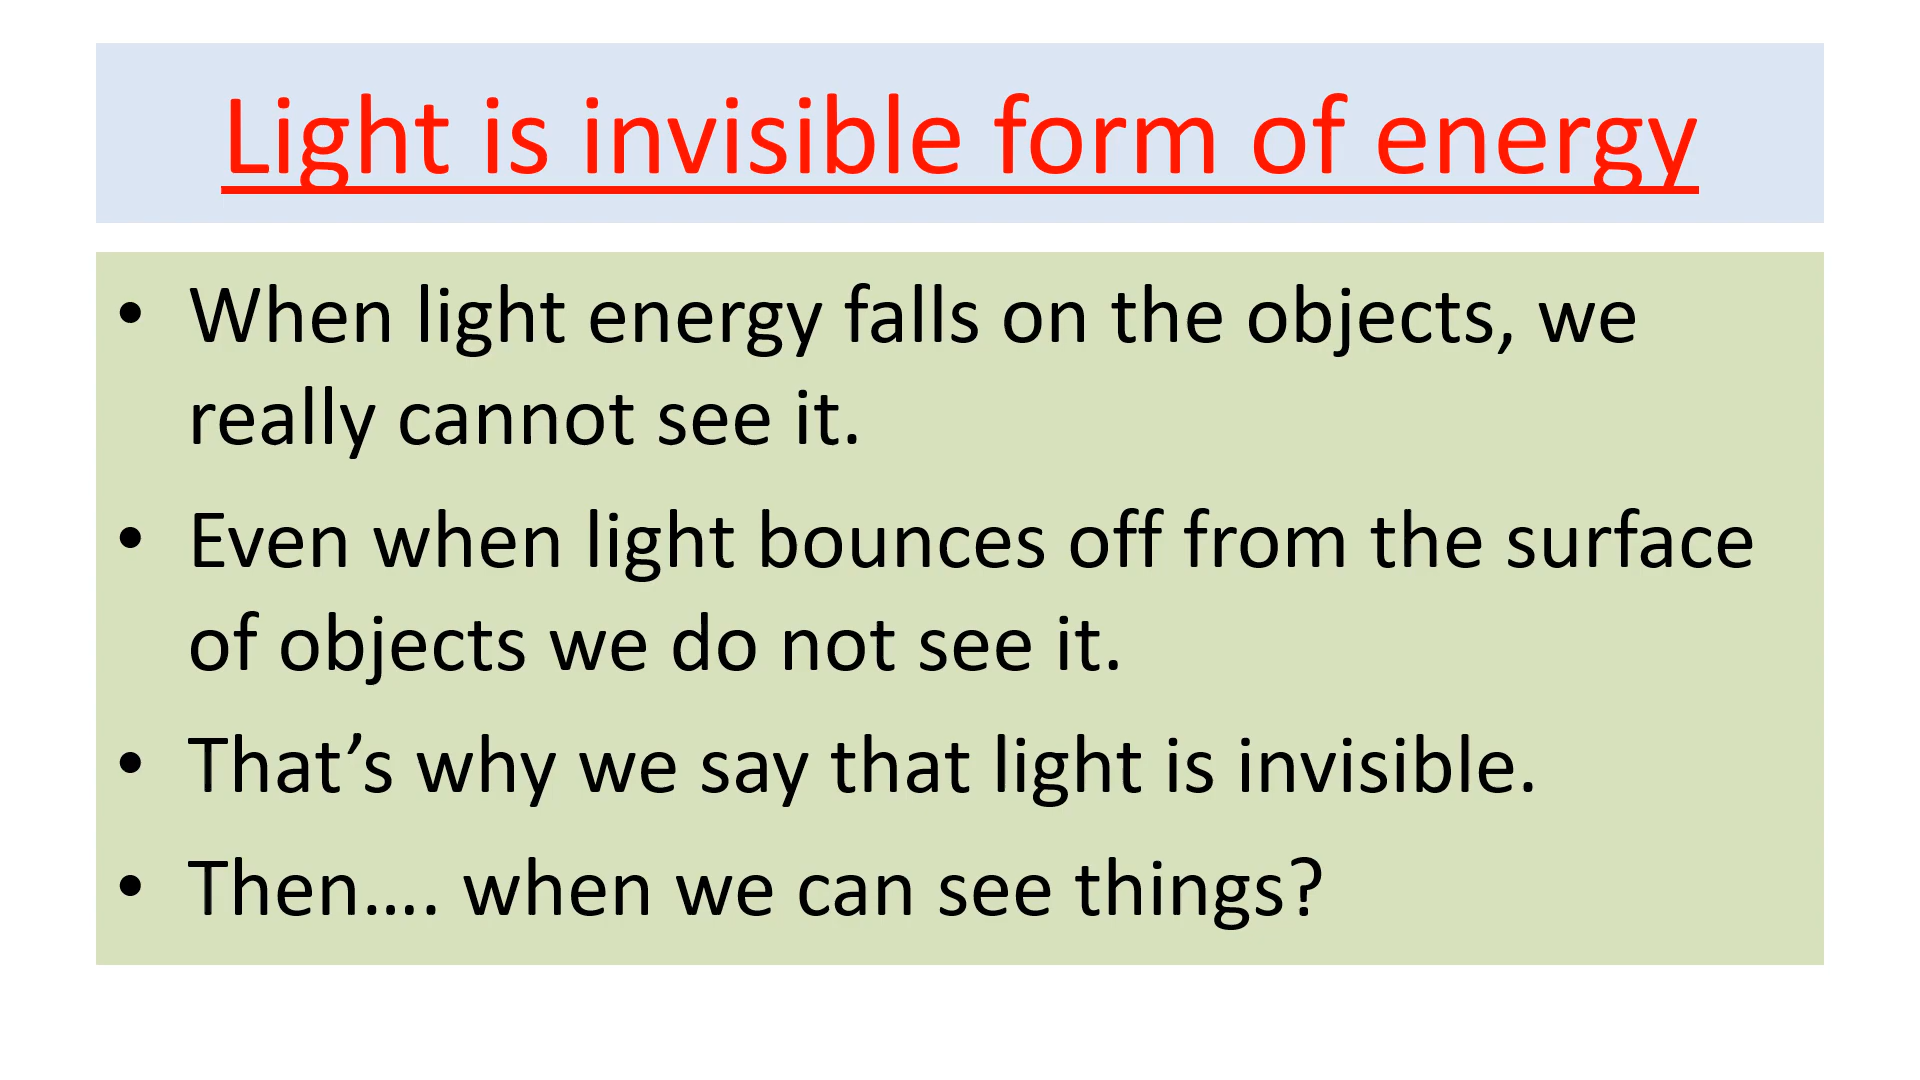 Light is invisible form of energy
• When light energy falls on the objects, we
really cannot see it.
• Even when light bounces off from the surface
of objects we do not see it.
• That’s why we say that light is invisible.
• Then…. when we can see things?